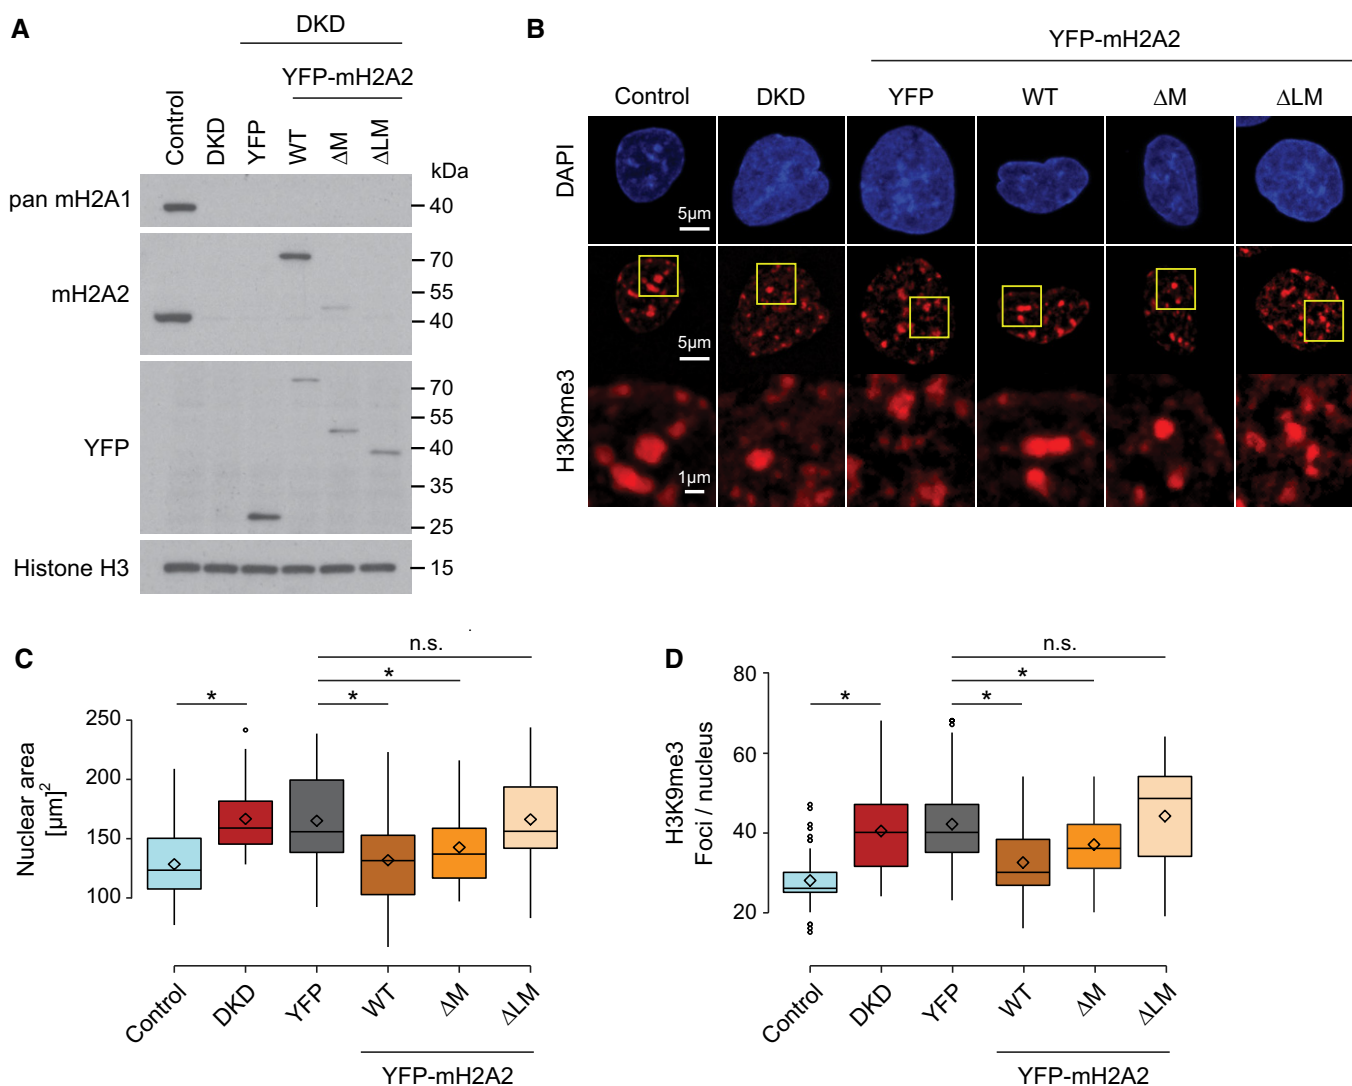 A
DKD
YFP-mH2A2
Control
DKD
YFP
WT
ΔM
ΔLM
kDa
pan mH2A1
40
mH2A2
70
55
40
YFP
70
55
40
35
25
Histone H3
15
B
YFP-mH2A2
Control
DKD
YFP
WT
ΔM
ΔLM
DAPI
5µm
5µm
H3K9me3
1µm
C
n.s.
*
*
*
Nuclear area
[µm]²
250
200
150
100
Control
DKD
YFP
WT
ΔM
ΔLM
YFP-mH2A2
D
n.s.
*
*
*
H3K9me3
Foci / nucleus
80
60
40
20
Control
DKD
YFP
WT
ΔM
ΔLM
YFP-mH2A2